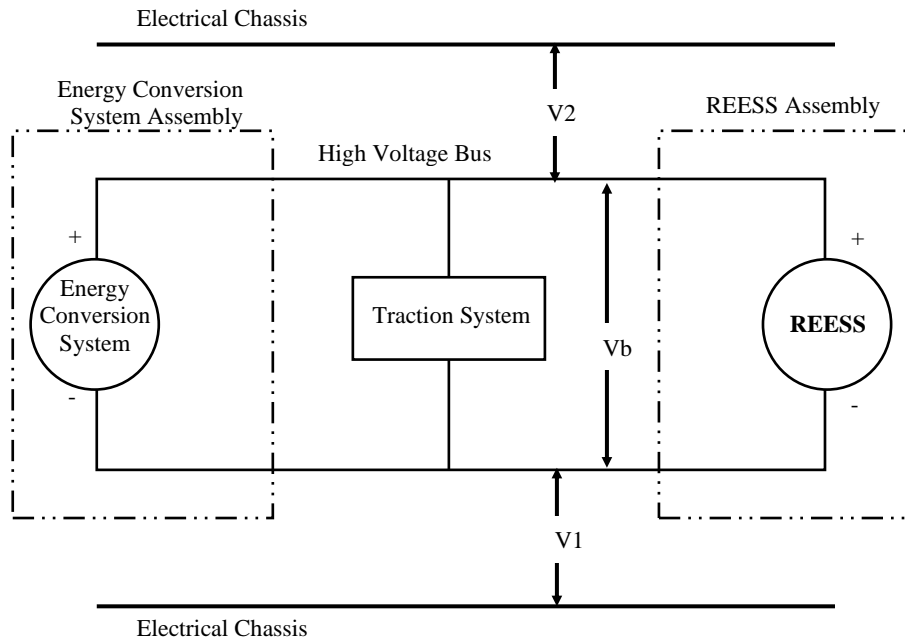 Electrical Chassis
Energy Conversion
System Assembly
V2
REESS Assembly
High Voltage Bus
+
+
Energy
Conversion
System
Traction System
REESS
Vb
-
-
V1
Electrical Chassis